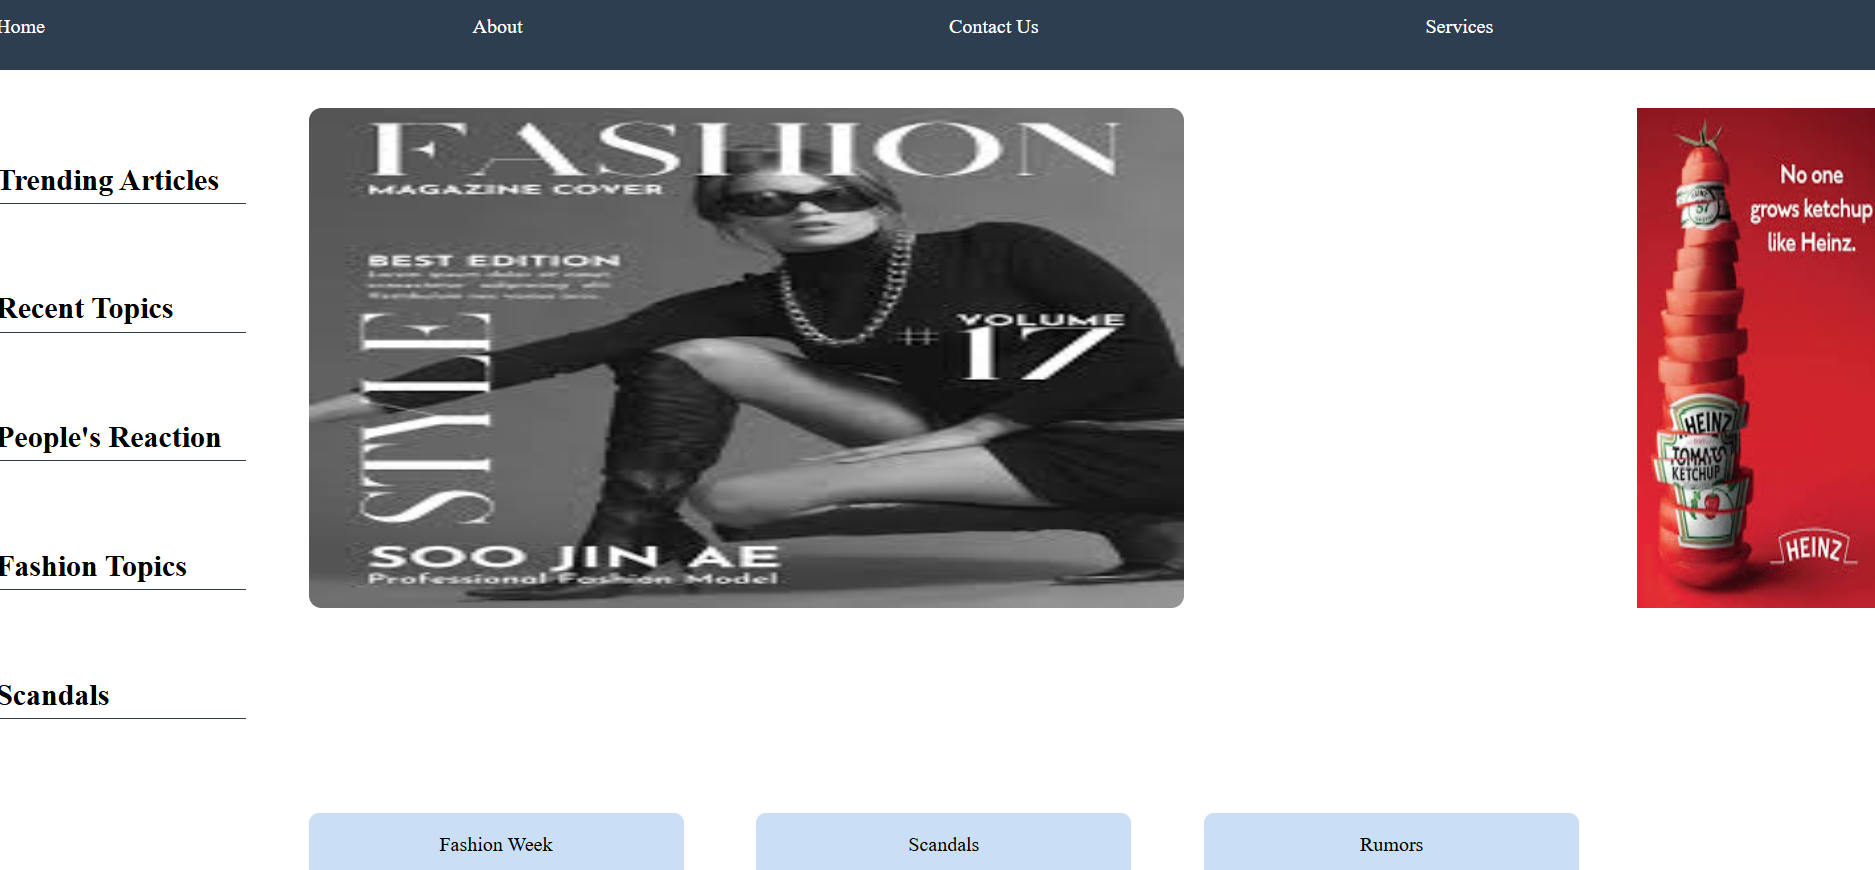 Home
About
Contact Us
Services
Trending Articles
Recent Topics
People's Reaction
Fashion Topics
Scandals
FASHION
MAGAZINE COVER
BEST EDITION
STYLE
VOLUME
#17
SOO JIN AE
Professional Fashion Model
No one
grows ketchup
like Heinz.
57
HEINZ
TOMATO
KETCHUP
HEINZ
Fashion Week
Scandals
Rumors